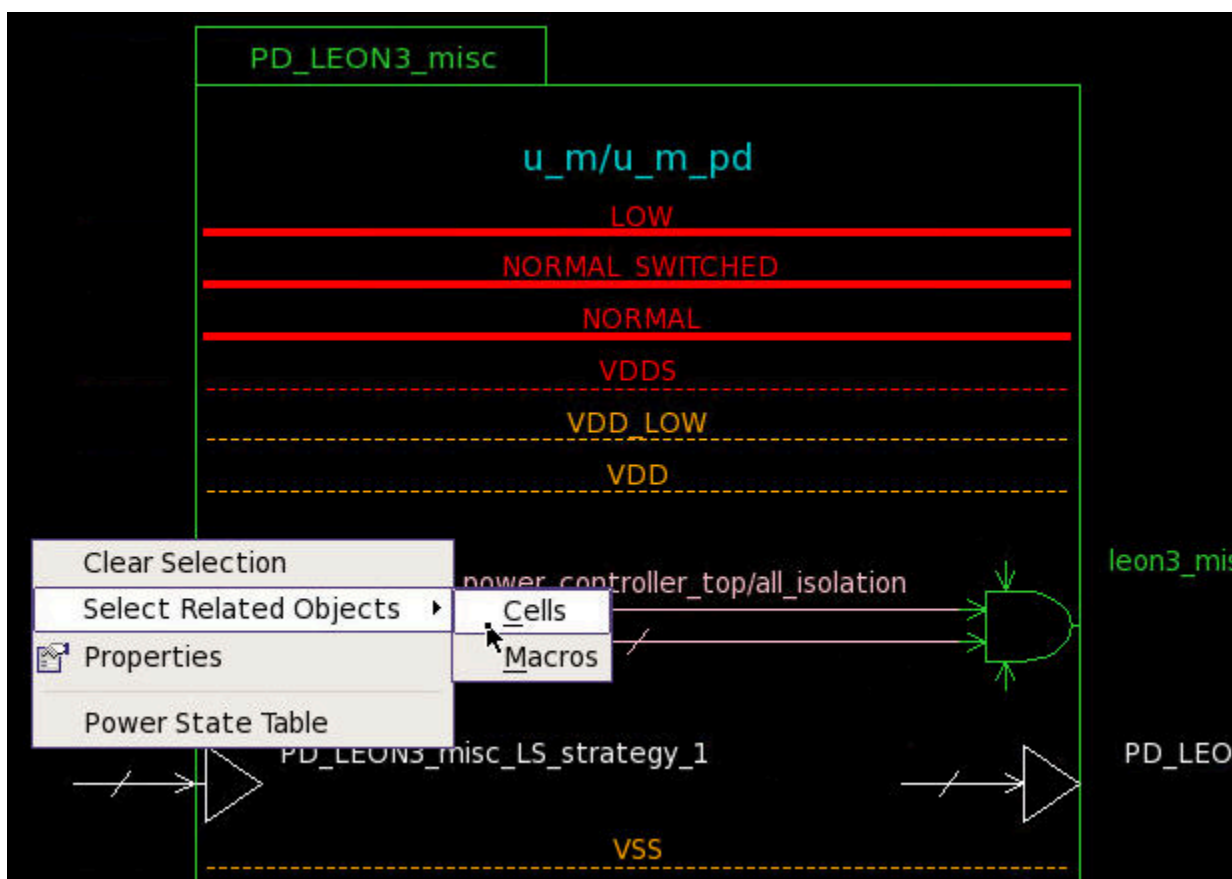 PD_LEON3_misc
u_m/u_m_pd
LOW
NORMAL_SWITCHED
NORMAL
VDDS
VDD_LOW
VDD
Clear Selection
Select Related Objects
Properties
Power State Table
Cells
Macros
power_controller_top/all_isolation
leon3_mis
PD_LEON3_misc_LS_strategy_1
PD_LEO
VSS